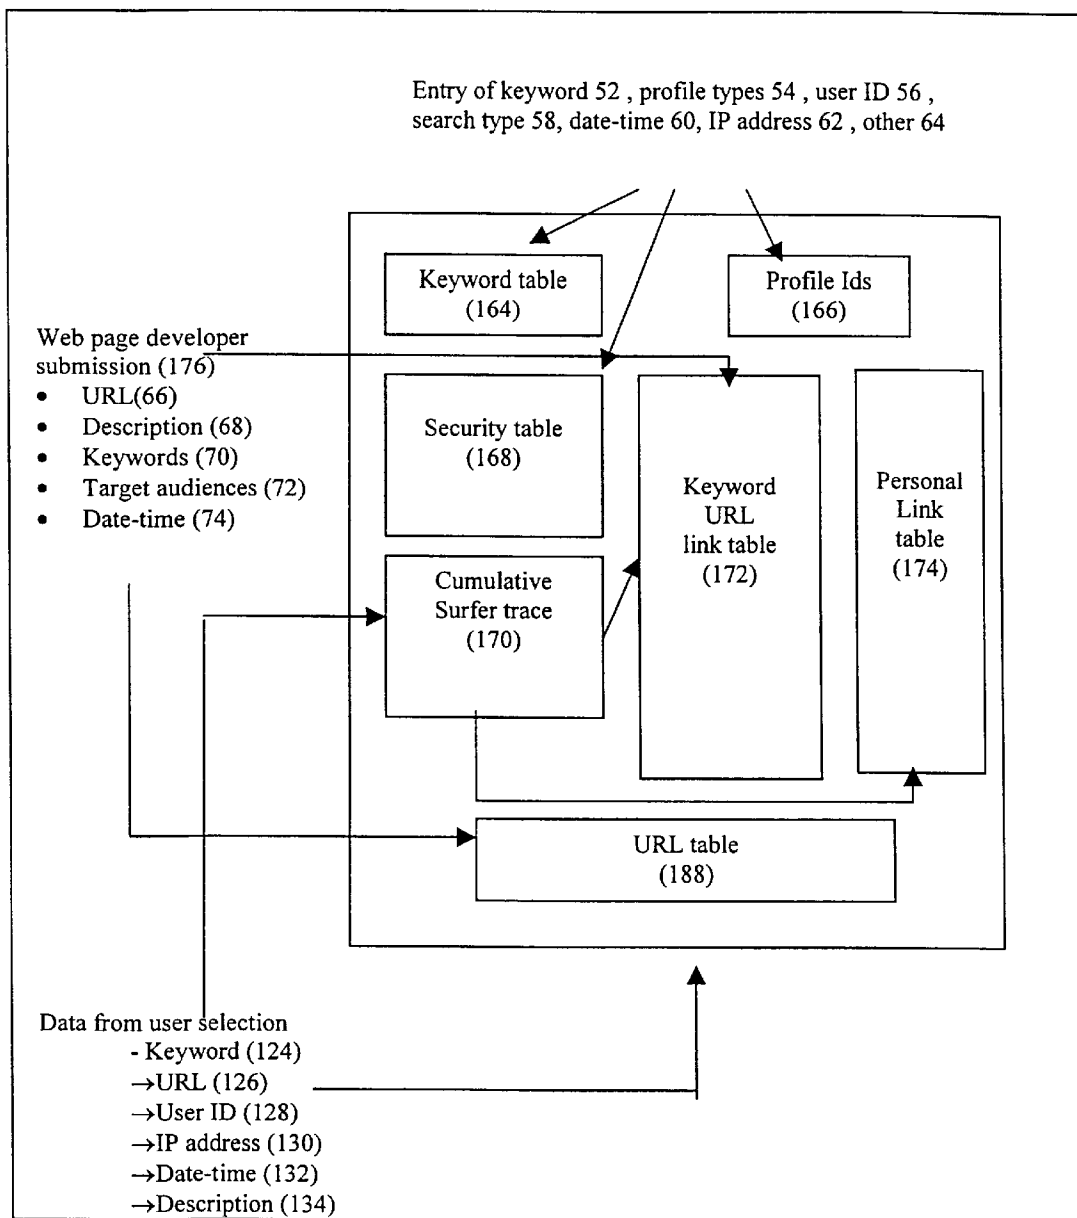 Entry of keyword 52 , profile types 54 , user ID 56 ,
search type 58, date-time 60, IP address 62 , other 64
Keyword table
(164)
Profile Ids
(166)
Web page developer
submission (176)
• URL(66)
• Description (68)
• Keywords (70)
• Target audiences (72)
• Date-time (74)
Security table
(168)
Keyword
URL
link table
(172)
Personal
Link
table
(174)
Cumulative
Surfer trace
(170)
URL table
(188)
Data from user selection
- Keyword (124)
→URL (126)
→User ID (128)
→IP address (130)
→Date-time (132)
→Description (134)